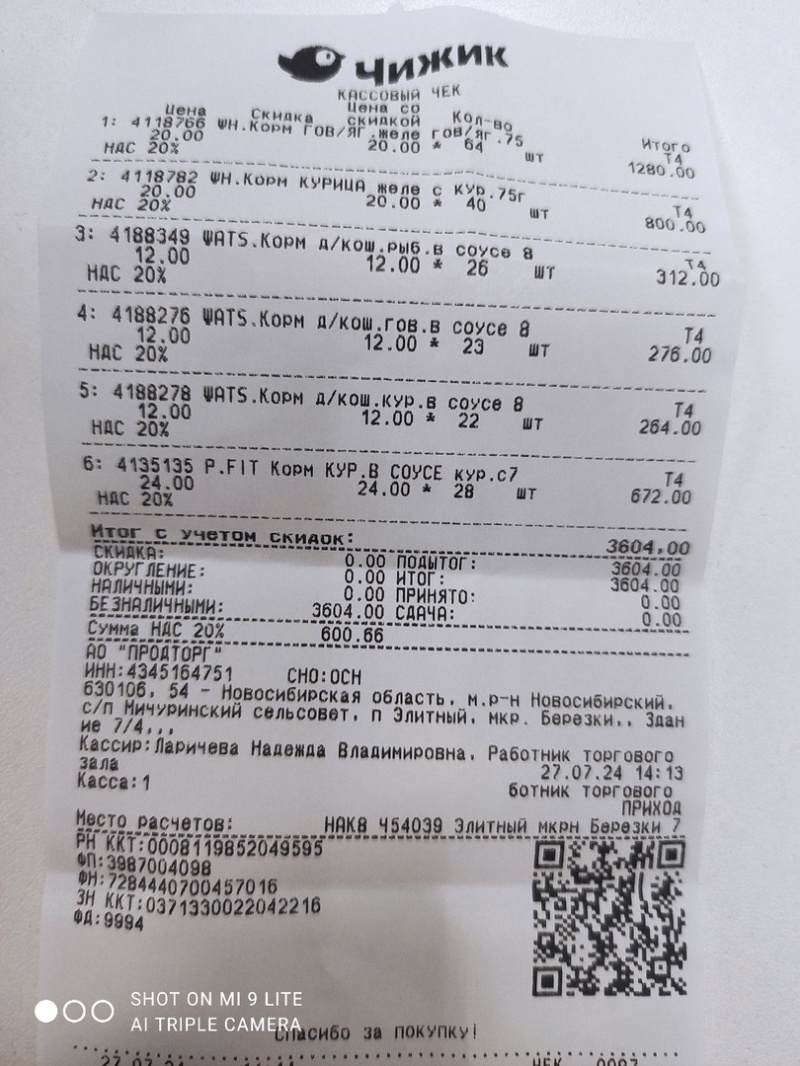 ЧИЖИК
КАССОВЫЙ ЧЕК
Цена Скидка Цена со скидкой Кол-во Итого
1: 4118766 WH.Корм ГОВ/ЯГ.желе гов/яг.75 Т4
20.00 20.00 * 64 шт 1280.00
НДС 20%
2: 4118782 WH.Корм КУРИЦА желе с кур.75г Т4
20.00 20.00 * 40 шт 800.00
НДС 20%
3: 4188349 WATS.Корм д/кош.рыб.в соусе 8 Т4
12.00 12.00 * 26 шт 312.00
НДС 20%
4: 4188276 WATS.Корм д/кош.гов.в соусе 8 Т4
12.00 12.00 * 23 шт 276.00
НДС 20%
5: 4188278 WATS.Корм д/кош.кур.в соусе 8 Т4
12.00 12.00 * 22 шт 264.00
НДС 20%
6: 4135135 P.FIT Корм КУР.В СОУСЕ кур.с7 Т4
24.00 24.00 * 28 шт 672.00
НДС 20%
Итог с учетом скидок: 3604.00
СКИДКА: 0.00 ПОДЫТОГ: 3604.00
ОКРУГЛЕНИЕ: 0.00 ИТОГ: 3604.00
НАЛИЧНЫМИ: 0.00 ПРИНЯТО: 0.00
БЕЗНАЛИЧНЫМИ: 3604.00 СДАЧА: 0.00
Сумма НДС 20% 600.66
АО "ПРОДТОРГ"
ИНН:4345164751 СНО:ОСН
630106, 54 - Новосибирская область, м.р-н Новосибирский,
с/п Мичуринский сельсовет, п Элитный, мкр. Березки,, Здан
ие 7/4,,,
Кассир:Ларичева Надежда Владимировна, Работник торгового
зала 27.07.24 14:13
Касса:1 ботник торгового
ПРИХОД
Место расчетов: НАК8 Ч54039 Элитный мкрн Березки 7
РН ККТ:0008119852049595
ФП:3987004098
ФН:7284440700457016
ЗН ККТ:0371330022042216
ФД:9994
SHOT ON MI 9 LITE
AI TRIPLE CAMERA
Спасибо за ПОКУПКУ!